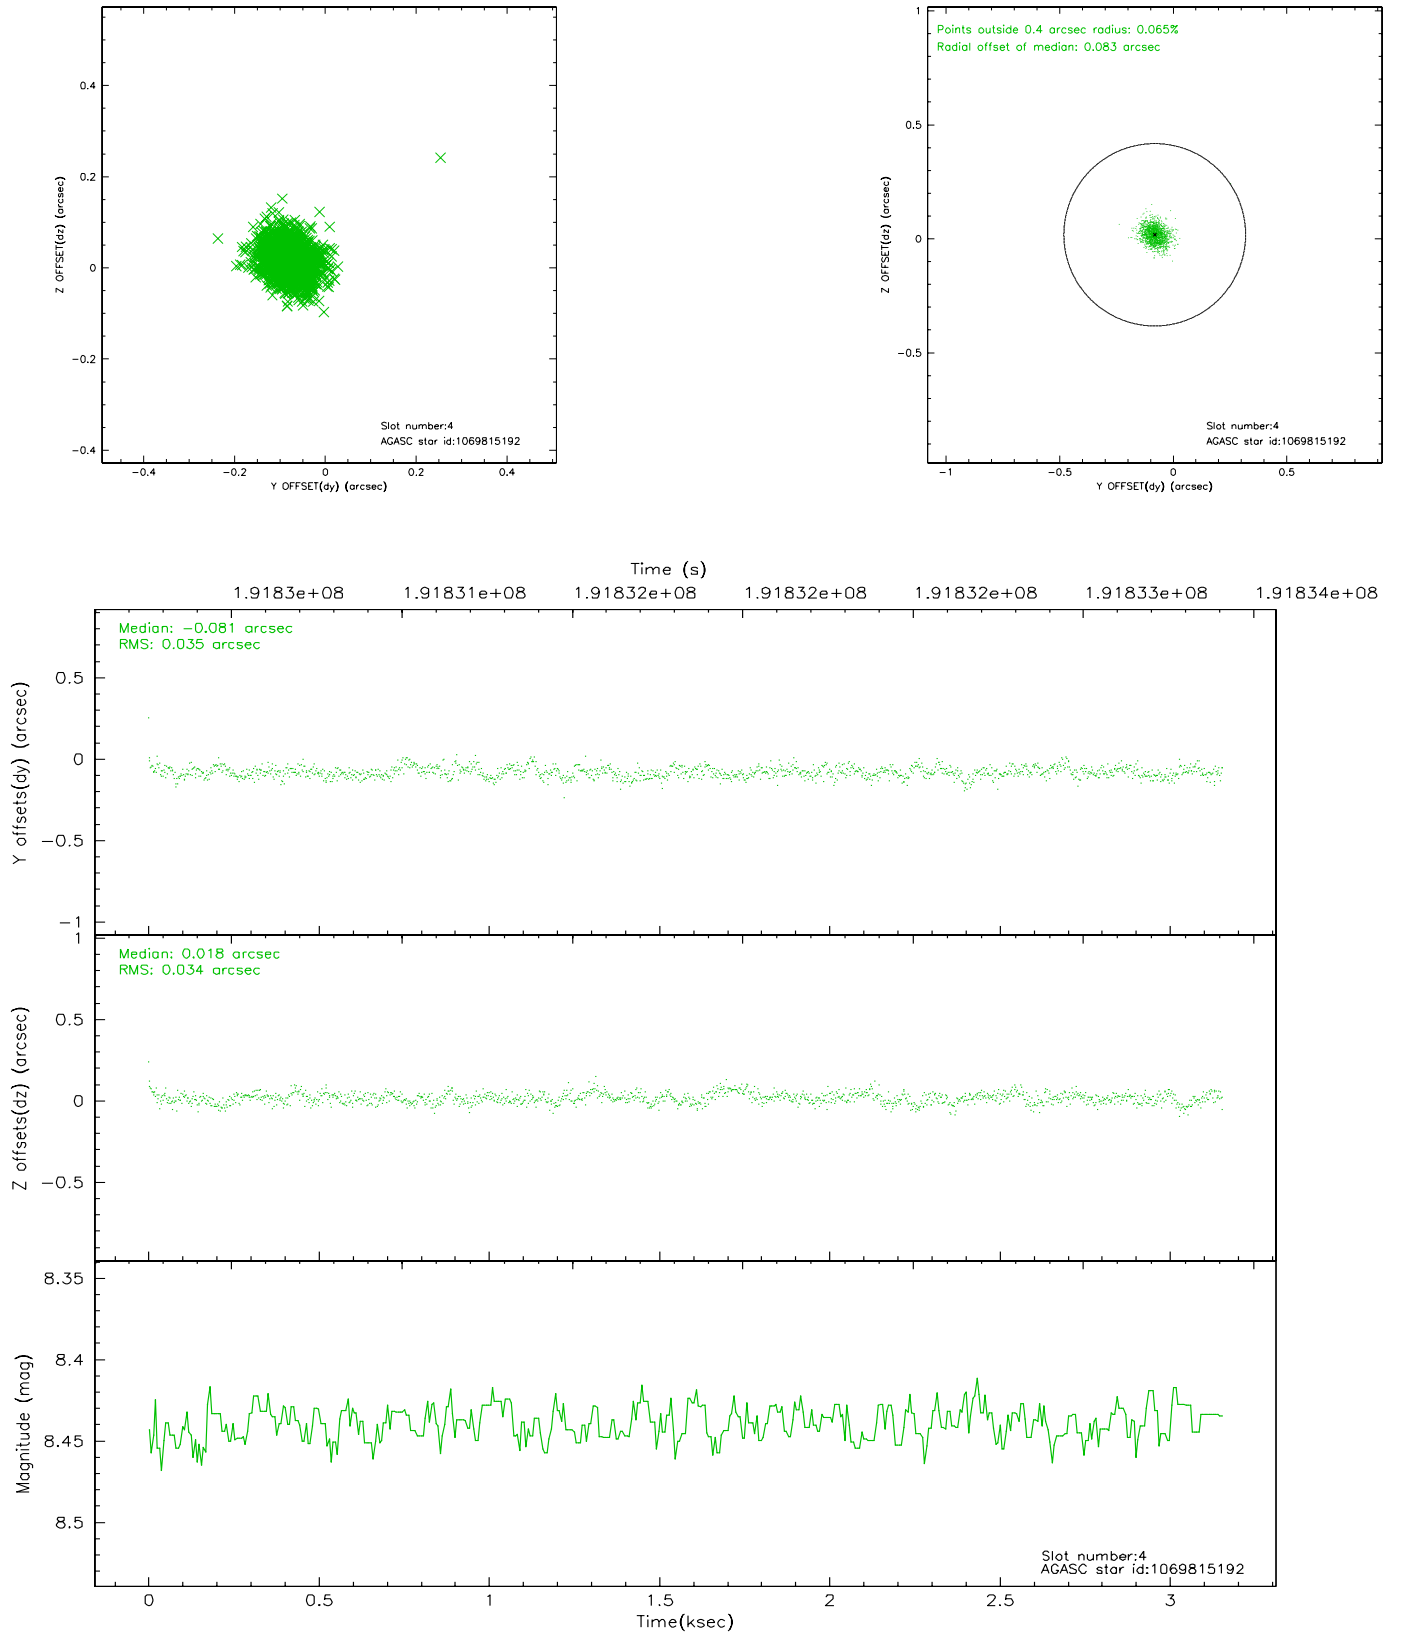 0.4
0.2
0
−0.2
−0.4
Z OFFSET(dz) (arcsec)
Slot number:4
AGASC star id:1069815192
−0.4
−0.2
0
0.2
0.4
Y OFFSET(dy) (arcsec)
Points outside 0.4 arcsec radius: 0.065%
Radial offset of median: 0.083 arcsec
1
0.5
0
−0.5
Z OFFSET(dz) (arcsec)
Slot number:4
AGASC star id:1069815192
−1
−0.5
0
0.5
Y OFFSET(dy) (arcsec)
Time (s)
1.9183e+08
1.91831e+08
1.91832e+08
1.91832e+08
1.91832e+08
1.91833e+08
1.91834e+08
Median: −0.081 arcsec
RMS: 0.035 arcsec
0.5
0
−0.5
−1
Y offsets(dy) (arcsec)
Median: 0.018 arcsec
RMS: 0.034 arcsec
1
0.5
0
−0.5
Z offsets(dz) (arcsec)
8.35
8.4
8.45
8.5
Magnitude (mag)
Slot number:4
AGASC star id:1069815192
0
0.5
1
1.5
2
2.5
3
Time(ksec)